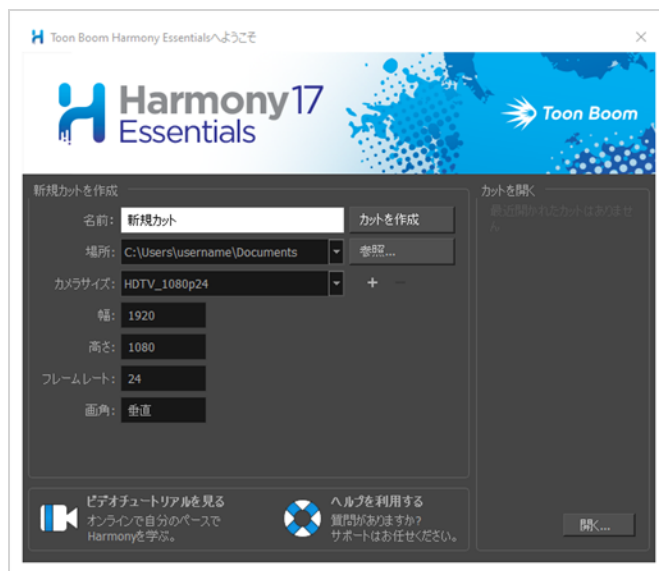 Toon Boom Harmony Essentialsへようこそ
Harmony 17
Essentials
Toon Boom
新規カットを作成
名前: 新規カット カットを作成
場所: C:\Users\username\Documents 参照...
カメラサイズ: HDTV_1080p24
幅: 1920
高さ: 1080
フレームレート: 24
画角: 垂直
カットを開く
最近開かれたカットはありませ
ん
ビデオチュートリアルを見る
オンラインで自分のペースで
Harmonyを学ぶ。
ヘルプを利用する
質問がありますか?
サポートはお任せください。
開く...